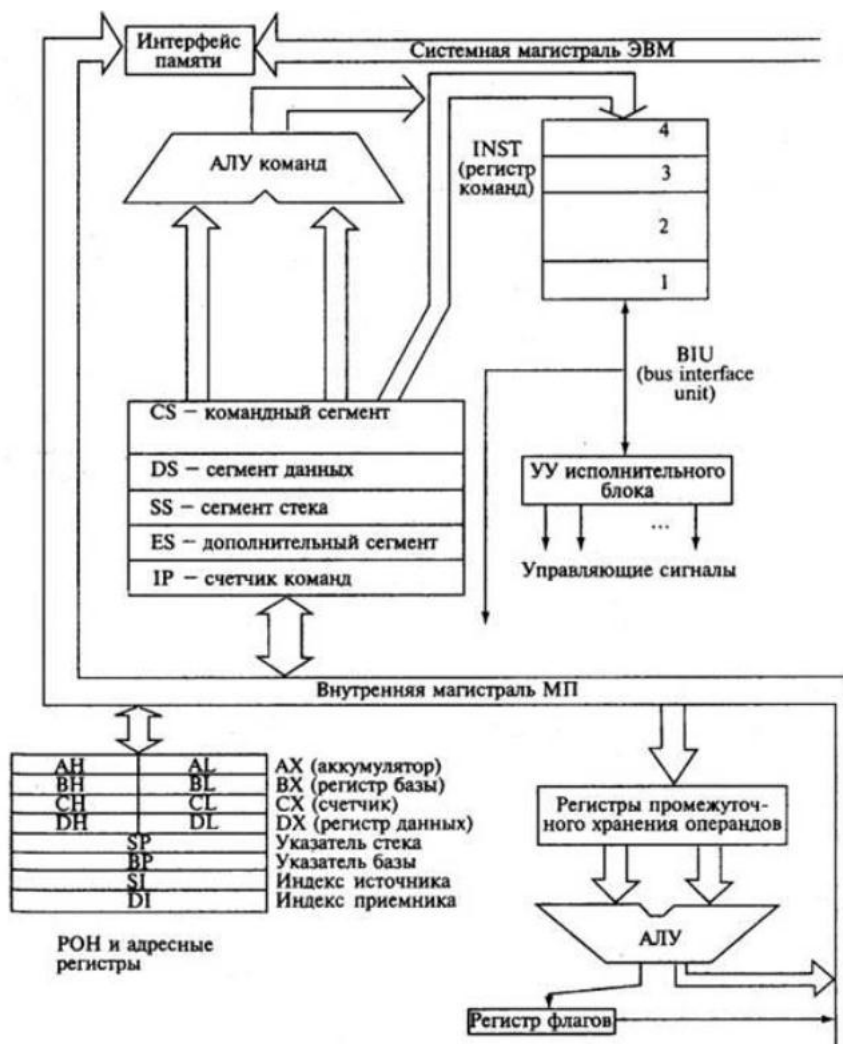 Интерфейс
памяти
Системная магистраль ЭВМ
АЛУ команд
INST
(регистр
команд)
4
3
2
1
BIU
(bus interface
unit)
CS – командный сегмент
DS – сегмент данных
SS – сегмент стека
ES – дополнительный сегмент
IP – счетчик команд
УУ исполнительного
блока
...
Управляющие сигналы
Внутренняя магистраль МП
AH AL AX (аккумулятор)
BH BL BX (регистр базы)
CH CL CX (счетчик)
DH DL DX (регистр данных)
SP Указатель стека
BP Указатель базы
SI Индекс источника
DI Индекс приемника
РОН и адресные
регистры
Регистры промежуточ-
ного хранения операндов
АЛУ
Регистр флагов